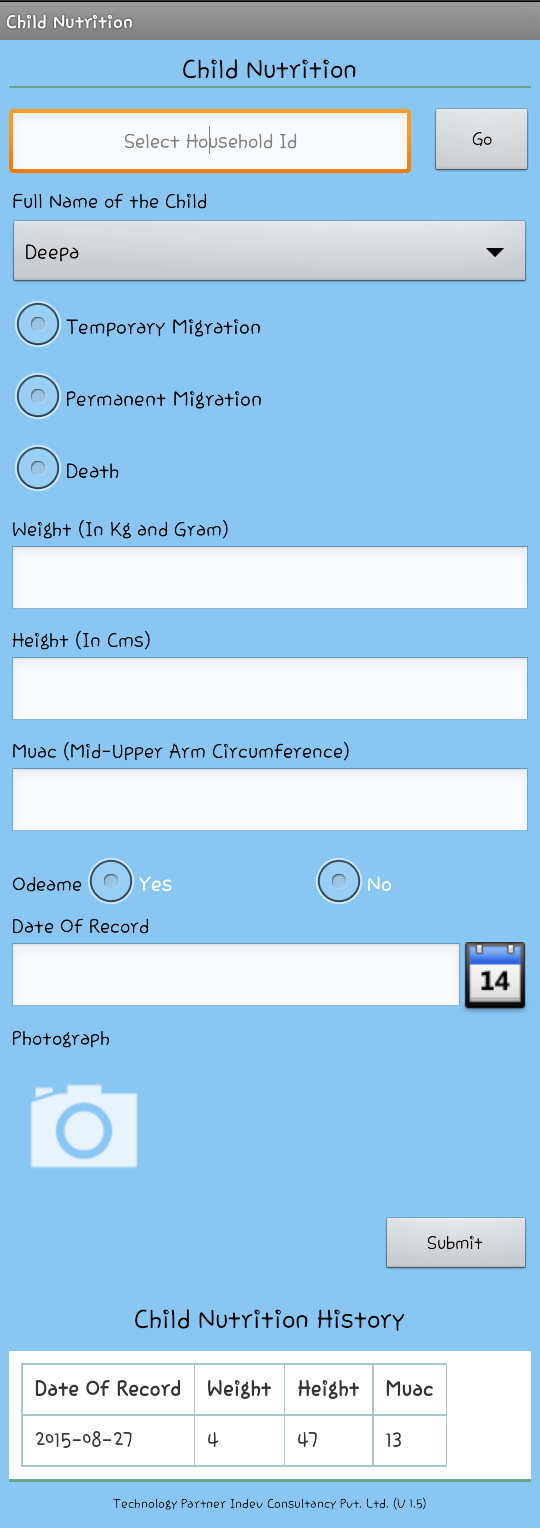 Child Nutrition
Child Nutrition
Select Household Id
Go
Full Name of the Child
Deepa
Temporary Migration
Permanent Migration
Death
Weight (In Kg and Gram)
Height (In Cms)
Muac (Mid-Upper Arm Circumference)
Odeame Yes No
Date Of Record
14
Photograph
Submit
Child Nutrition History
Date Of Record Weight Height Muac
2015-08-27 4 47 13
Technology Partner Indev Consultancy Pvt. Ltd. (V 1.5)